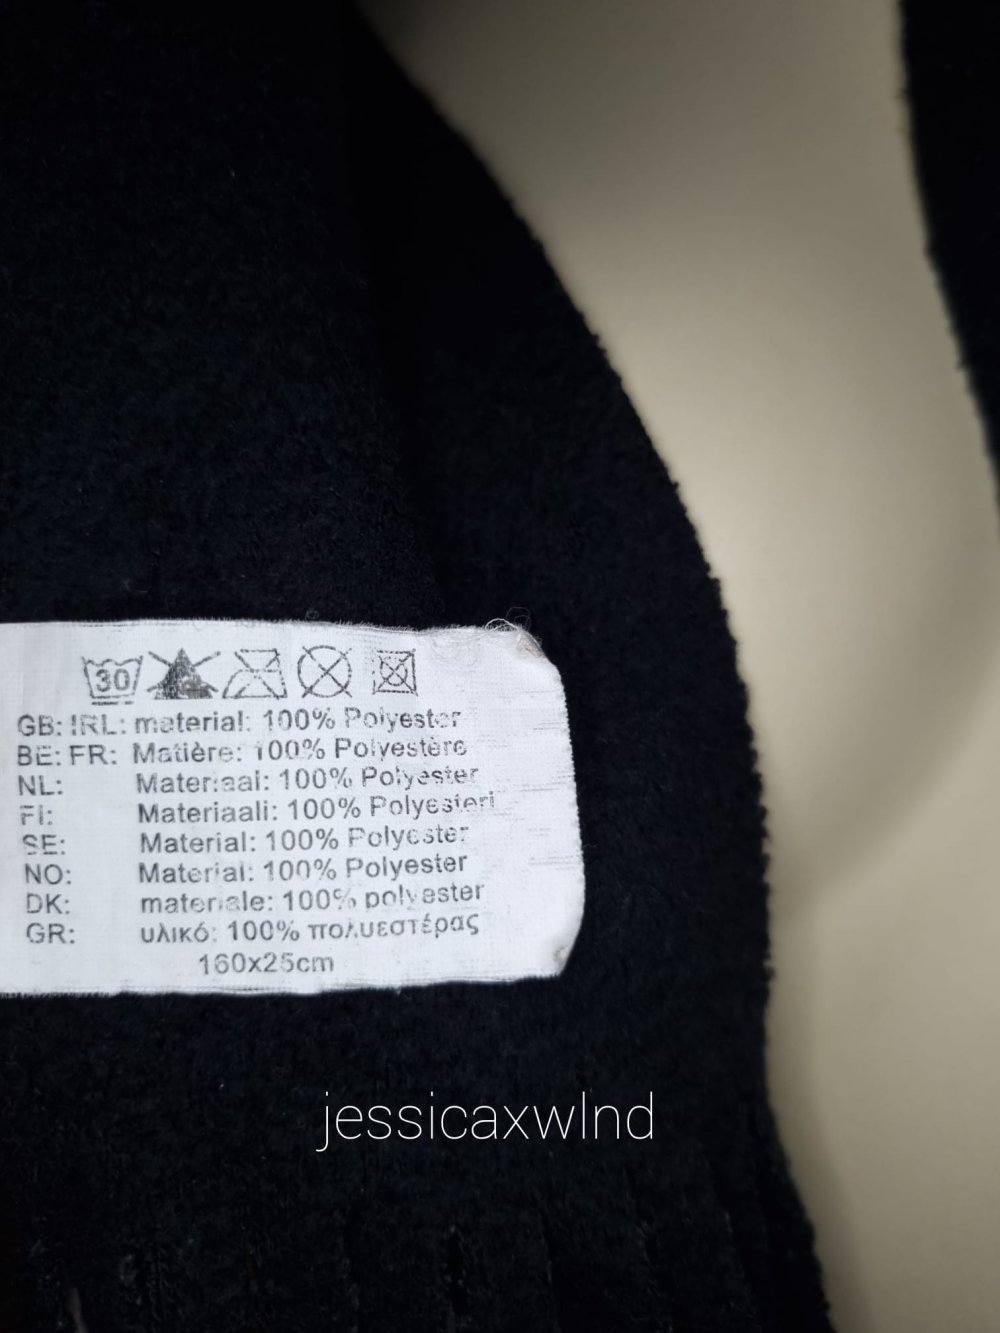 30
GB: IRL: material: 100% Polyester
BE: FR: Matière: 100% Polyestère
NL: Materiaal: 100% Polyester
FI: Materiaali: 100% Polyesteri
SE: Material: 100% Polyester
NO: Material: 100% Polyester
DK: materiale: 100% polyester
GR: υλικό: 100% πολυεστέρας
160x25cm
jessicaxwlnd